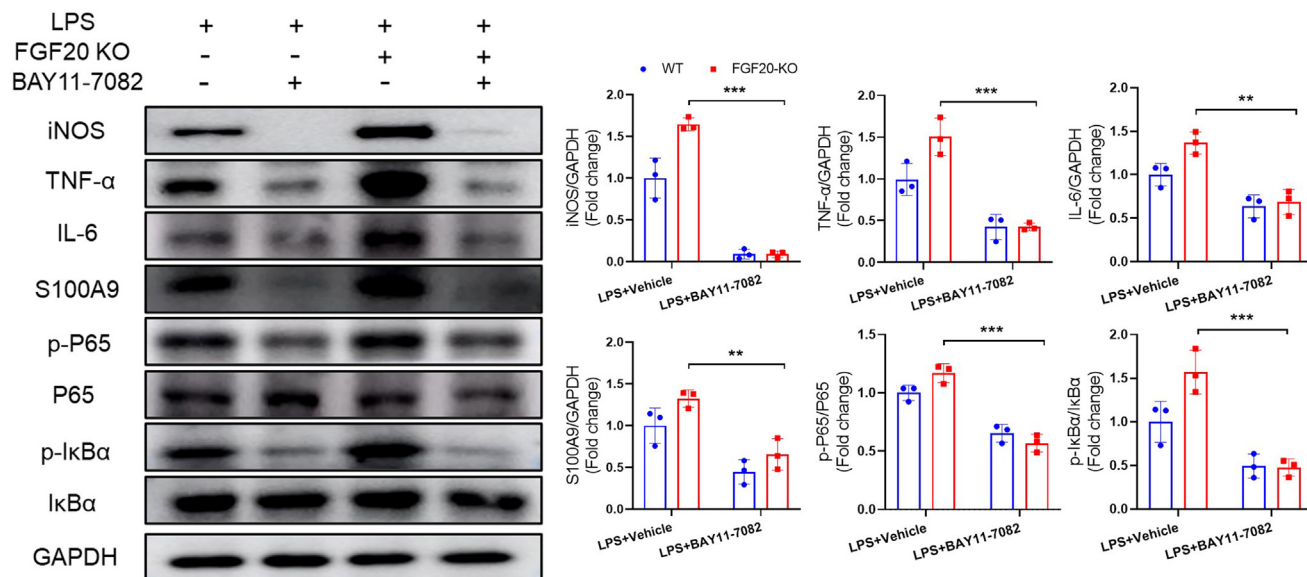 LPS + + + +
FGF20 KO - - + +
BAY11-7082 - + - +
iNOS
TNF-α
IL-6
S100A9
p-P65
P65
p-IκBα
IκBα
GAPDH
WT FGF20-KO
iNOS/GAPDH
(Fold change)
2.0
1.5
1.0
0.5
0.0
***
LPS+Vehicle
LPS+BAY11-7082
TNF-α/GAPDH
(Fold change)
2.0
1.5
1.0
0.5
0.0
***
LPS+Vehicle
LPS+BAY11-7082
IL-6/GAPDH
(Fold change)
2.0
1.5
1.0
0.5
0.0
**
LPS+Vehicle
LPS+BAY11-7082
S100A9/GAPDH
(Fold change)
2.0
1.5
1.0
0.5
0.0
**
LPS+Vehicle
LPS+BAY11-7082
p-P65/P65
(Fold change)
1.5
1.0
0.5
0.0
***
LPS+Vehicle
LPS+BAY11-7082
p-IκBα/IκBα
(Fold change)
2.0
1.5
1.0
0.5
0.0
***
LPS+Vehicle
LPS+BAY11-7082